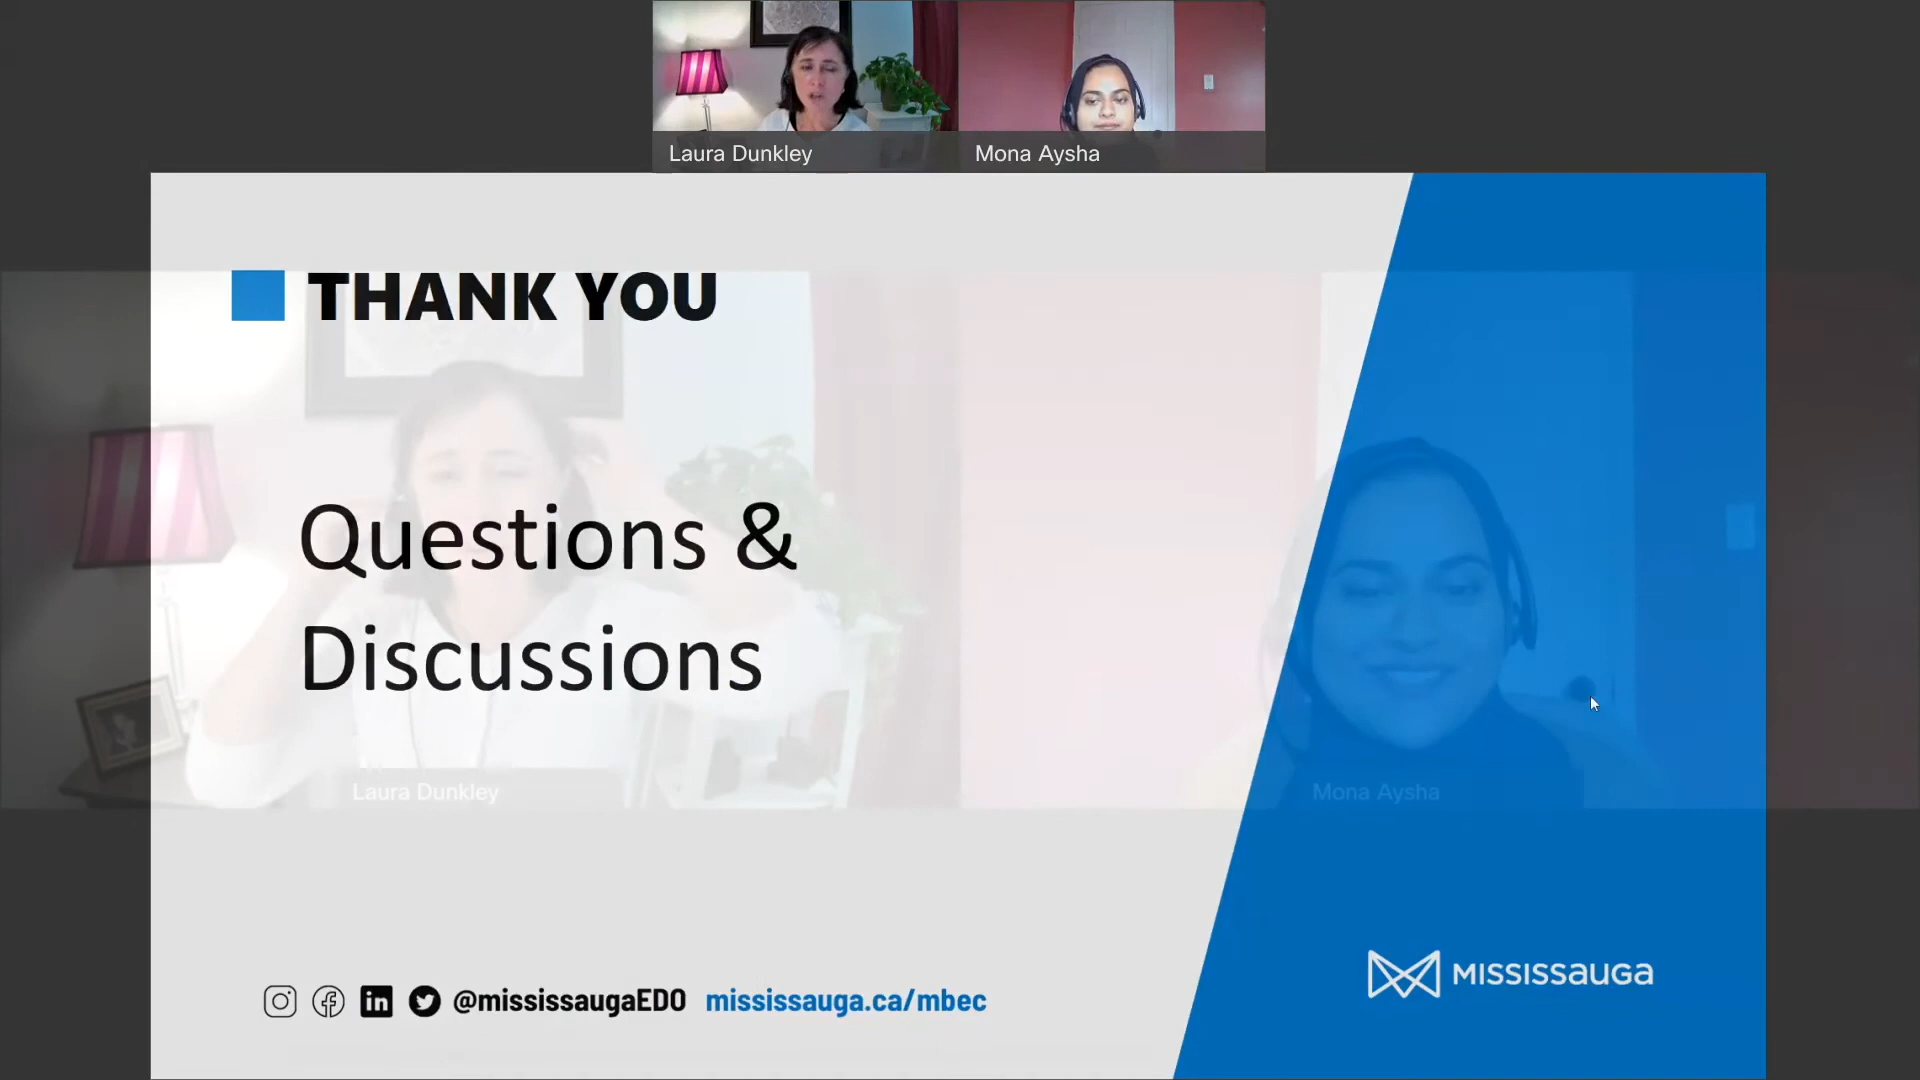 Laura Dunkley
Mona Aysha
THANK YOU
Questions &
Discussions
Laura Dunkley
Mona Aysha
@mississaugaEDO mississauga.ca/mbec
MISSISSAUGA